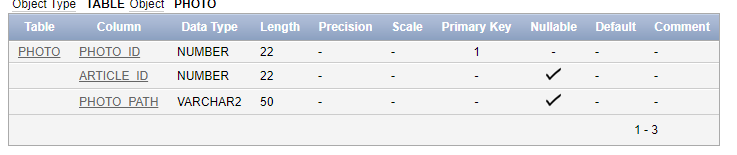 Object Type TABLE Object PHOTO
Table Column Data Type Length Precision Scale Primary Key Nullable Default Comment
PHOTO PHOTO_ID NUMBER 22 - - 1 - - -
ARTICLE_ID NUMBER 22 - - - ✓ - -
PHOTO_PATH VARCHAR2 50 - - - ✓ - -
1 - 3